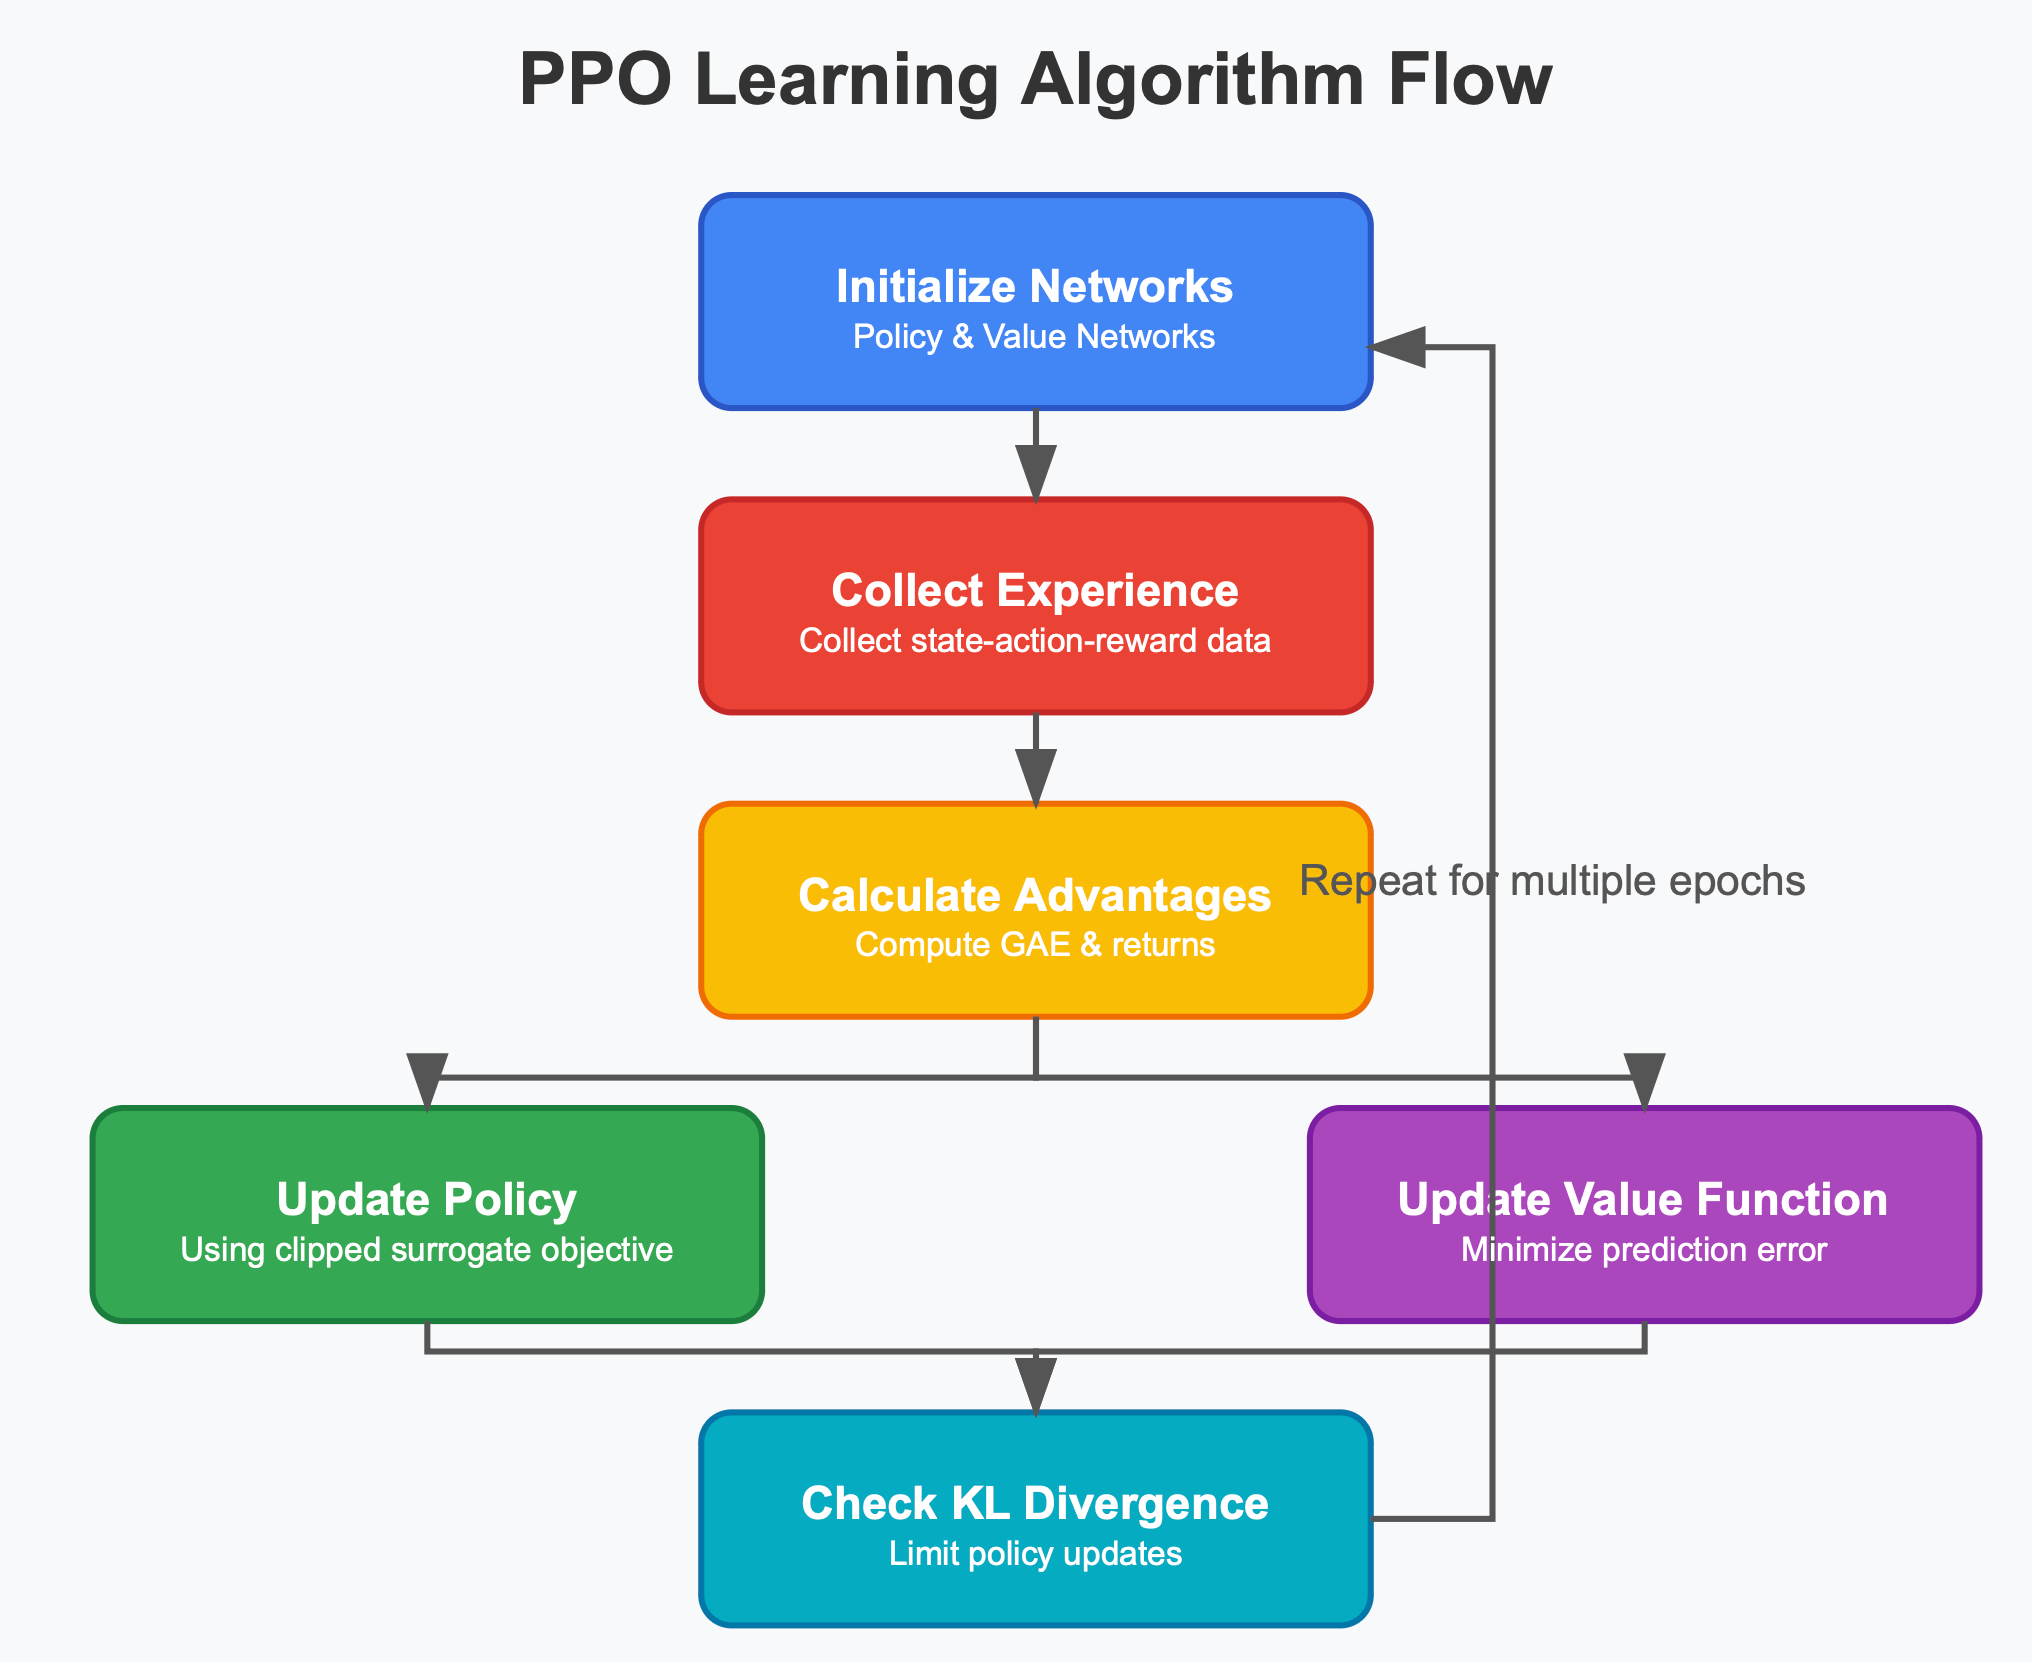 PPO Learning Algorithm Flow
Initialize Networks
Policy & Value Networks
Collect Experience
Collect state-action-reward data
Calculate Advantages
Compute GAE & returns
Repeat for multiple epochs
Update Policy
Using clipped surrogate objective
Update Value Function
Minimize prediction error
Check KL Divergence
Limit policy updates